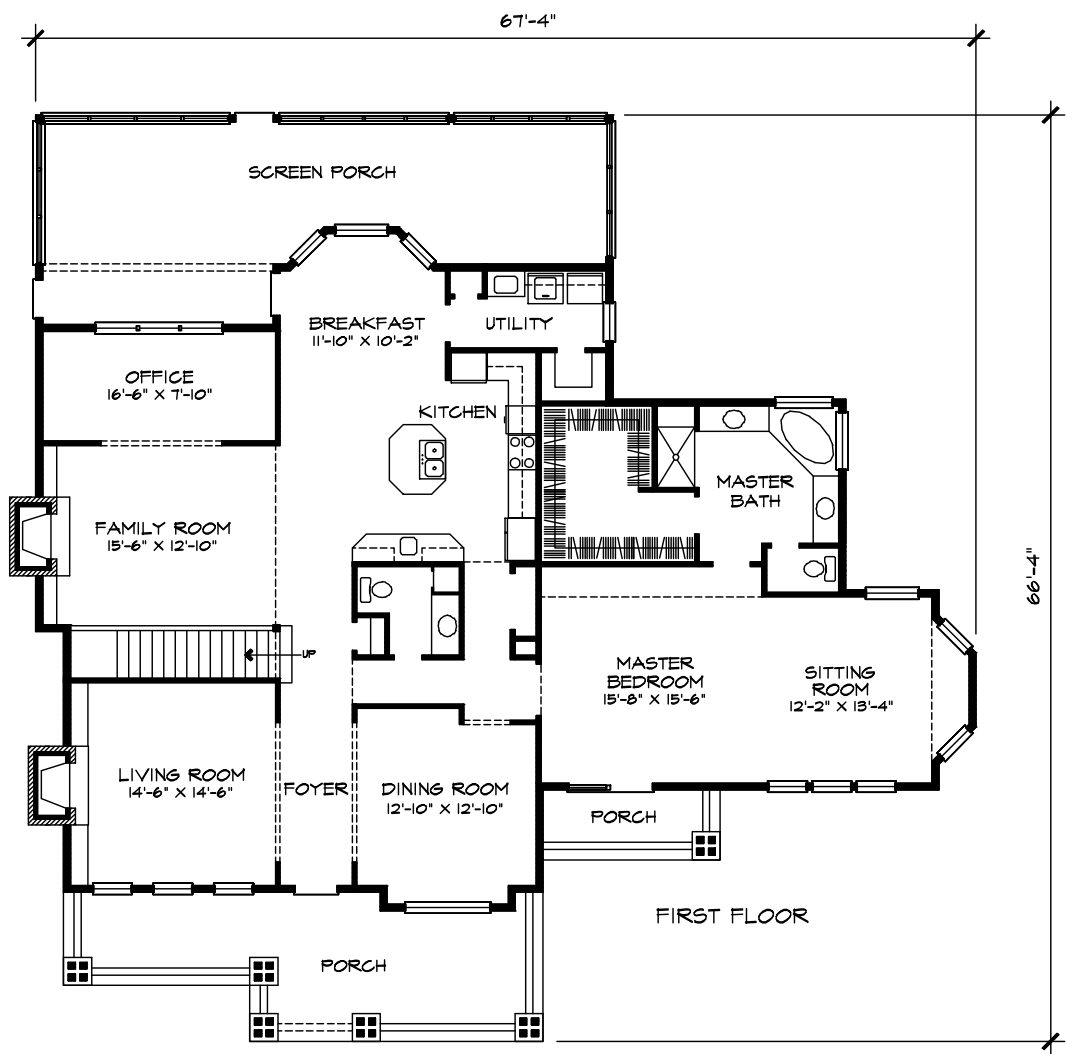 67'-4"
SCREEN PORCH
BREAKFAST
11'-10" X 10'-2"
UTILITY
OFFICE
16'-6" X 7'-10"
KITCHEN
MASTER
BATH
FAMILY ROOM
15'-6" X 12'-10"
66'-4"
UP
MASTER
BEDROOM
15'-8" X 15'-6"
SITTING
ROOM
12'-2" X 13'-4"
LIVING ROOM
14'-6" X 14'-6"
FOYER
DINING ROOM
12'-10" X 12'-10"
PORCH
FIRST FLOOR
PORCH